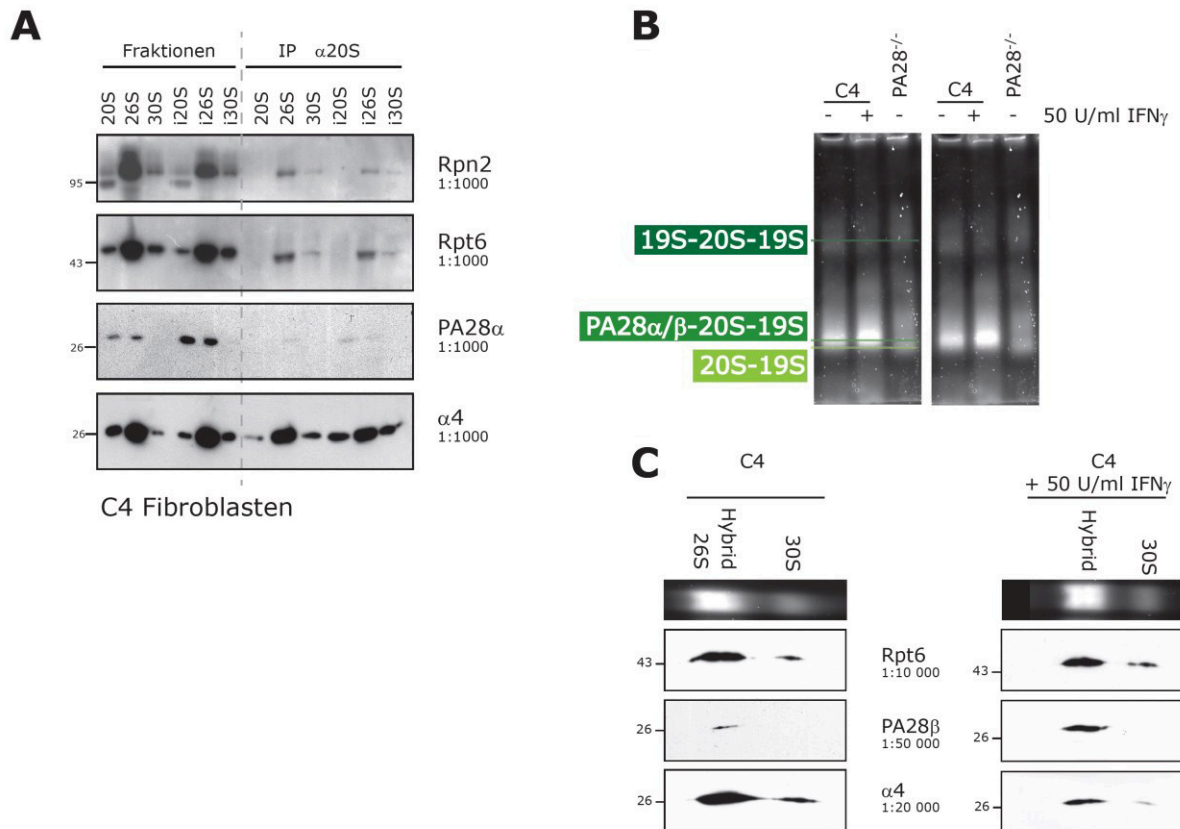 A
Fraktionen
IP α20S
20S
26S
30S
i20S
i26S
i30S
20S
26S
30S
i20S
i26S
i30S
95
Rpn2
1:1000
43
Rpt6
1:1000
26
PA28α
1:1000
26
α4
1:1000
C4 Fibroblasten
B
C4
PA28-/-
C4
PA28-/-
- + - - + - 50 U/ml IFNγ
19S-20S-19S
PA28α/β-20S-19S
20S-19S
C
C4
26S
Hybrid
30S
C4
+ 50 U/ml IFNγ
Hybrid
30S
43
Rpt6
1:10 000
43
26
PA28β
1:50 000
26
26
α4
1:20 000
26